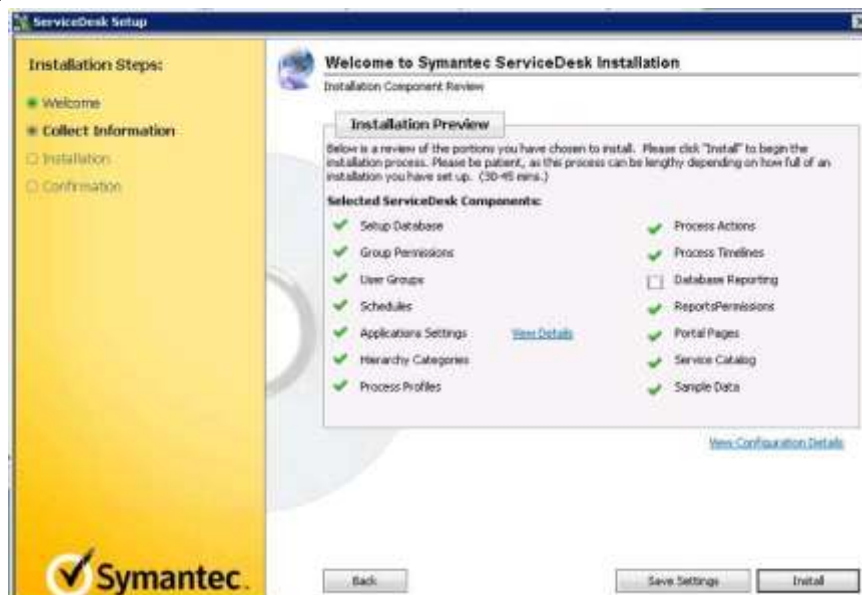 ServiceDesk Setup
Installation Steps:
Welcome
Collect Information
Installation
Confirmation
Symantec.
Welcome to Symantec ServiceDesk Installation
Installation Component Review
Installation Preview
Below is a review of the portions you have chosen to install. Please click "Install" to begin the
installation process. Please be patient, as this process can be lengthy depending on how full of an
installation you have set up. (30-45 mins.)
Selected ServiceDesk Components:
Setup Database
Group Permissions
User Groups
Schedules
Applications Settings
View Details
Hierarchy Categories
Process Profiles
Process Actions
Process Timelines
Database Reporting
ReportsPermissions
Portal Pages
Service Catalog
Sample Data
View Configuration Details
Back
Save Settings
Install